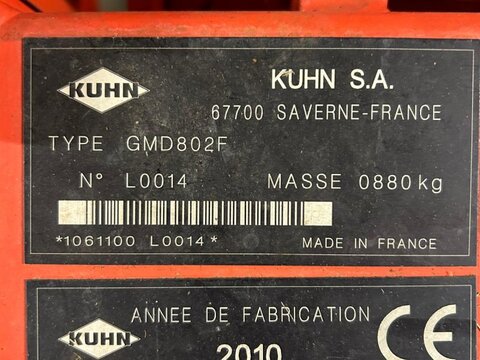 KUHN
KUHN S.A.
67700 SAVERNE-FRANCE
TYPE GMD802F
N° L0014 MASSE 0880kg
*1061100 L0014*
MADE IN FRANCE
KUHN
ANNEE DE FABRICATION
2010
CE